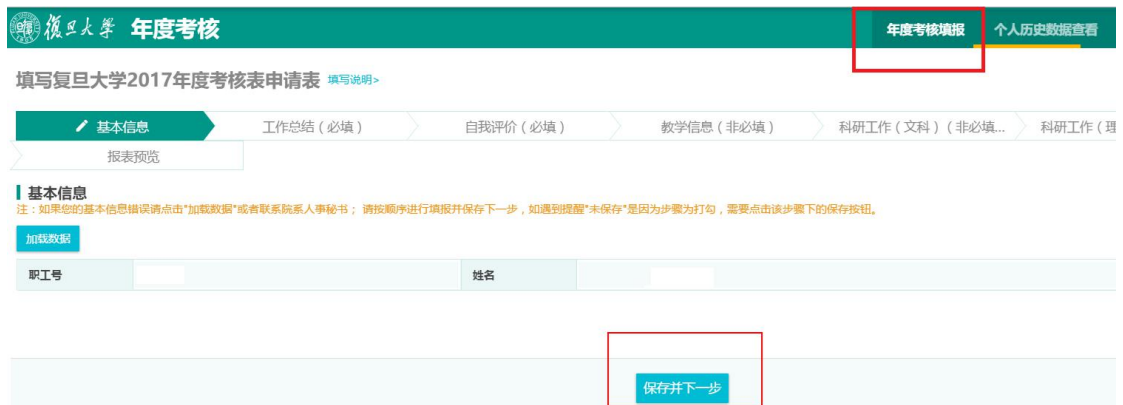 復旦大学 年度考核 年度考核填报 个人历史数据查看
填写复旦大学2017年度考核表申请表 填写说明>
基本信息 工作总结（必填） 自我评价（必填） 教学信息（非必填） 科研工作（文科）（非必填... 科研工作（理
报表预览
基本信息
注：如果您的基本信息错误请点击"加载数据"或者联系院系人事秘书； 请按顺序进行填报并保存下一步，如遇到提醒"未保存"是因为步骤为打勾，需要点击该步骤下的保存按钮。
加载数据
职工号 姓名
保存并下一步